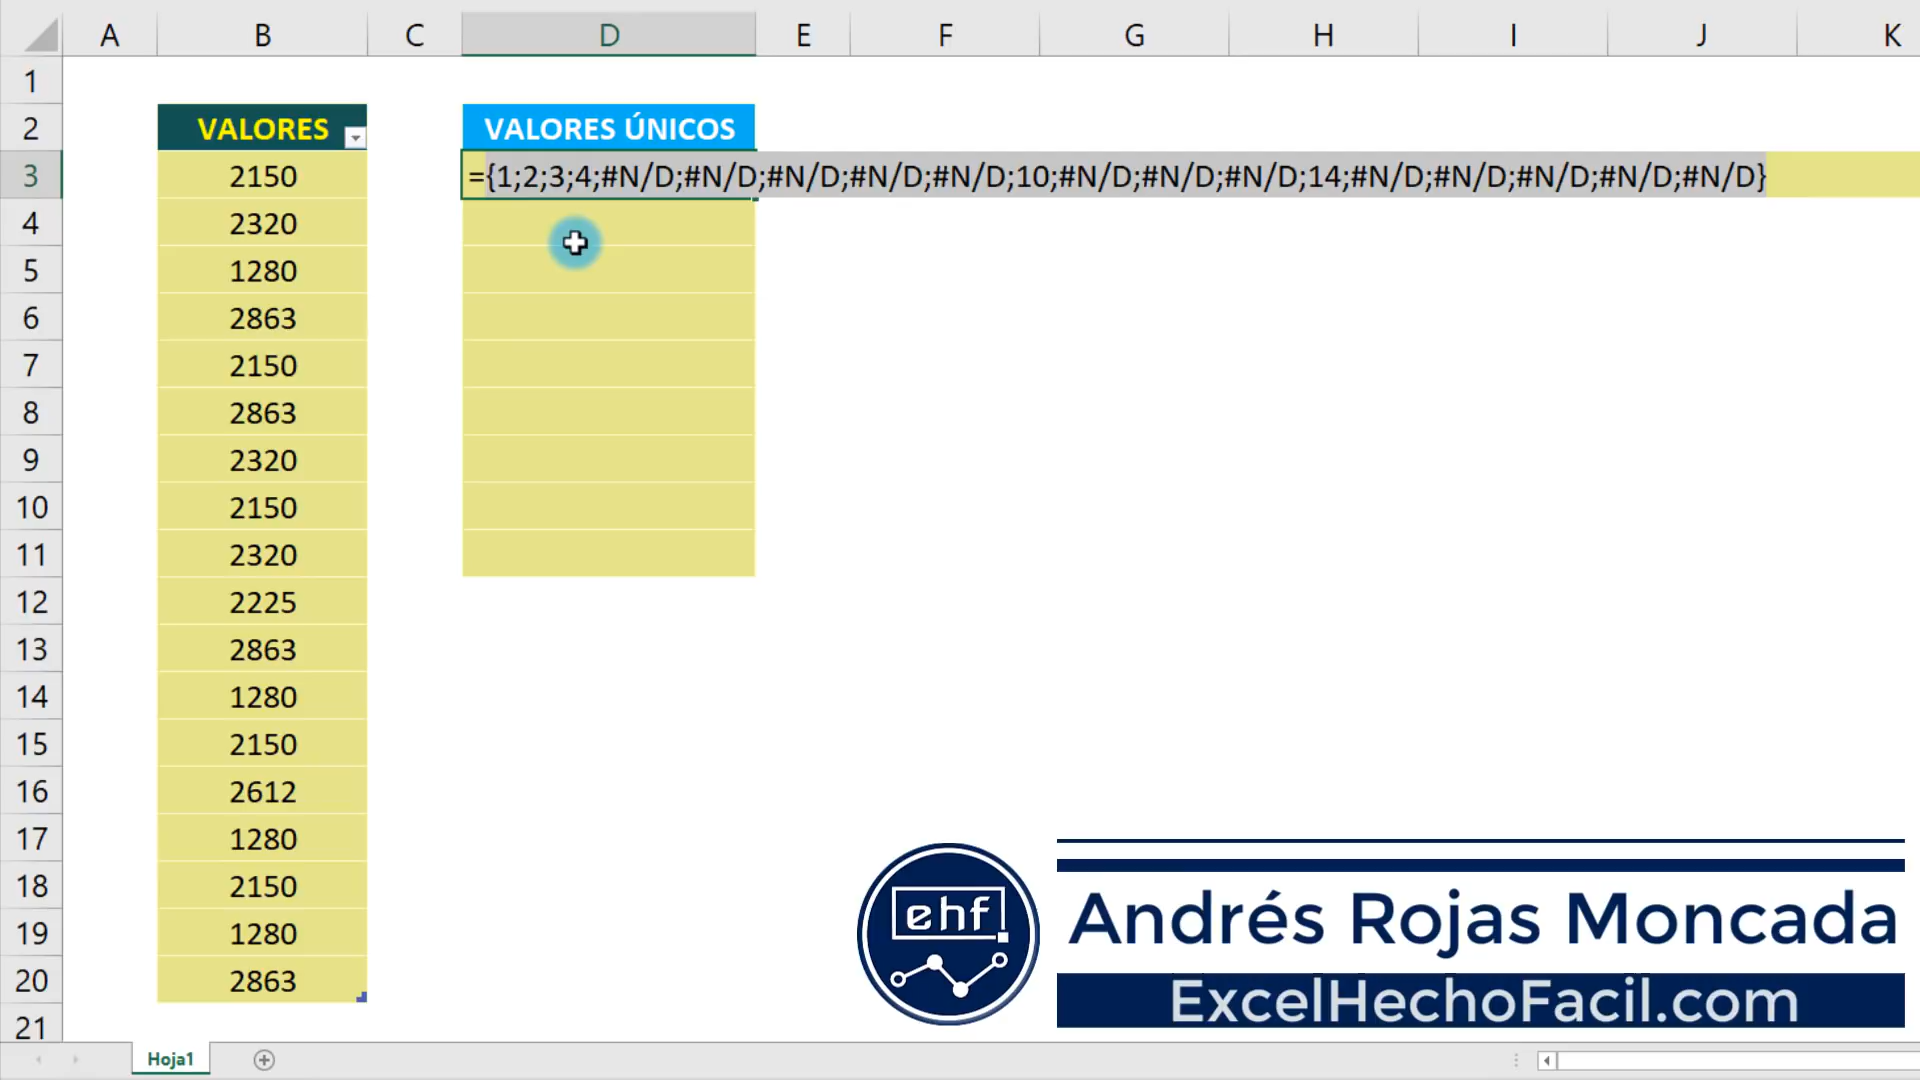 A B C D E F G H I J K
1
2 VALORES VALORES ÚNICOS
3 2150 ={1;2;3;4;#N/D;#N/D;#N/D;#N/D;#N/D;10;#N/D;#N/D;#N/D;14;#N/D;#N/D;#N/D;#N/D;#N/D}
4 2320
5 1280
6 2863
7 2150
8 2863
9 2320
10 2150
11 2320
12 2225
13 2863
14 1280
15 2150
16 2612
17 1280
18 2150
19 1280
20 2863
21
ehf
Andrés Rojas Moncada
ExcelHechoFacil.com
Hoja1